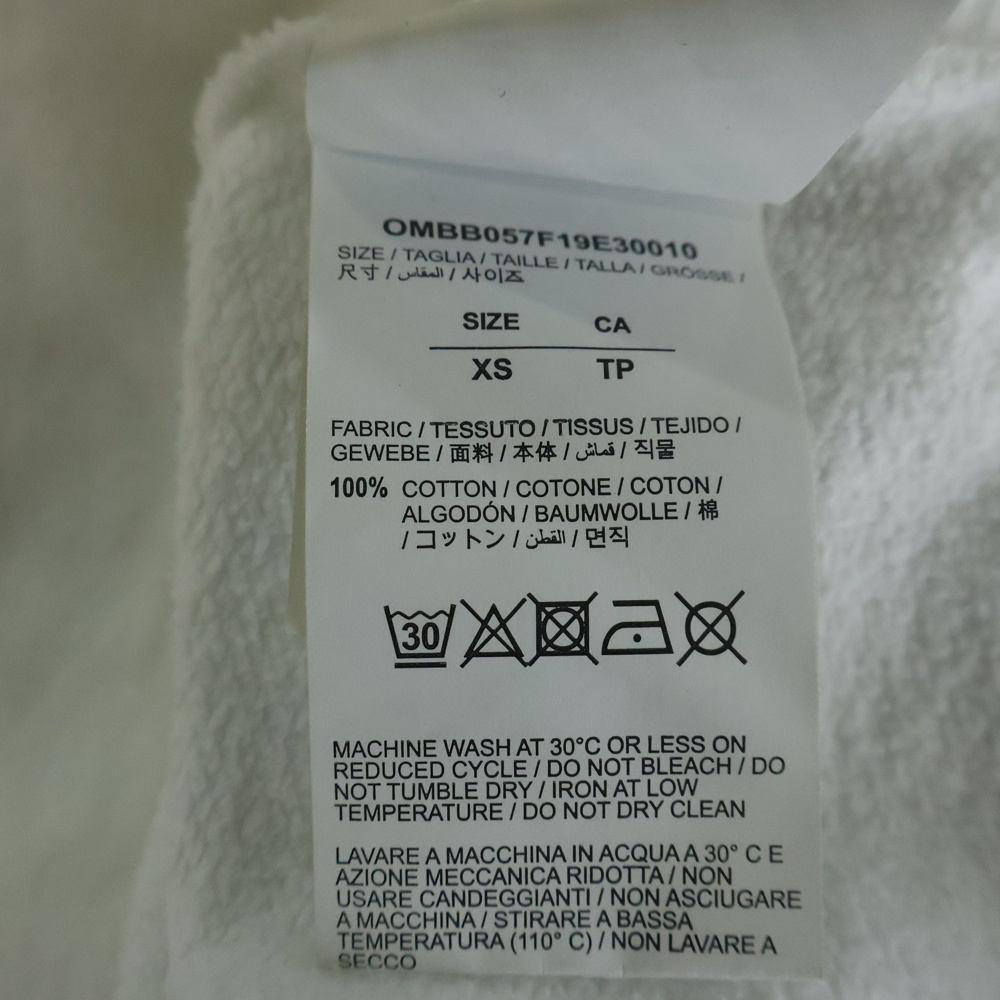 OMBB057F19E30010
SIZE / TAGLIA / TAILLE / TALLA / GRÖSSE /
尺寸 / المقاس / 사이즈
SIZE CA
XS TP
FABRIC / TESSUTO / TISSUS / TEJIDO /
GEWEBE / 面料 / 本体 / قماش / 직물
100% COTTON / COTONE / COTON /
ALGODÓN / BAUMWOLLE / 棉
/ コットン / القطن / 면직
30
MACHINE WASH AT 30°C OR LESS ON
REDUCED CYCLE / DO NOT BLEACH / DO
NOT TUMBLE DRY / IRON AT LOW
TEMPERATURE / DO NOT DRY CLEAN
LAVARE A MACCHINA IN ACQUA A 30° C E
AZIONE MECCANICA RIDOTTA / NON
USARE CANDEGGIANTI / NON ASCIUGARE
A MACCHINA / STIRARE A BASSA
TEMPERATURA (110° C) / NON LAVARE A
SECCO